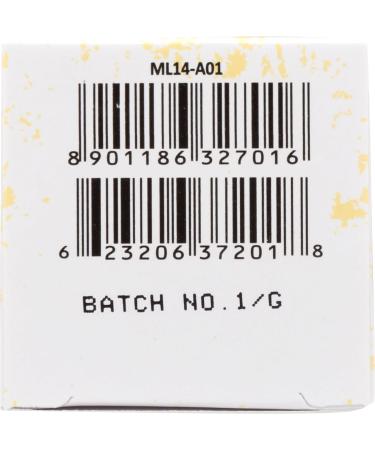 ML14-A01
8 901186 327016
6 23206 37201 8
BATCH NO.1/G